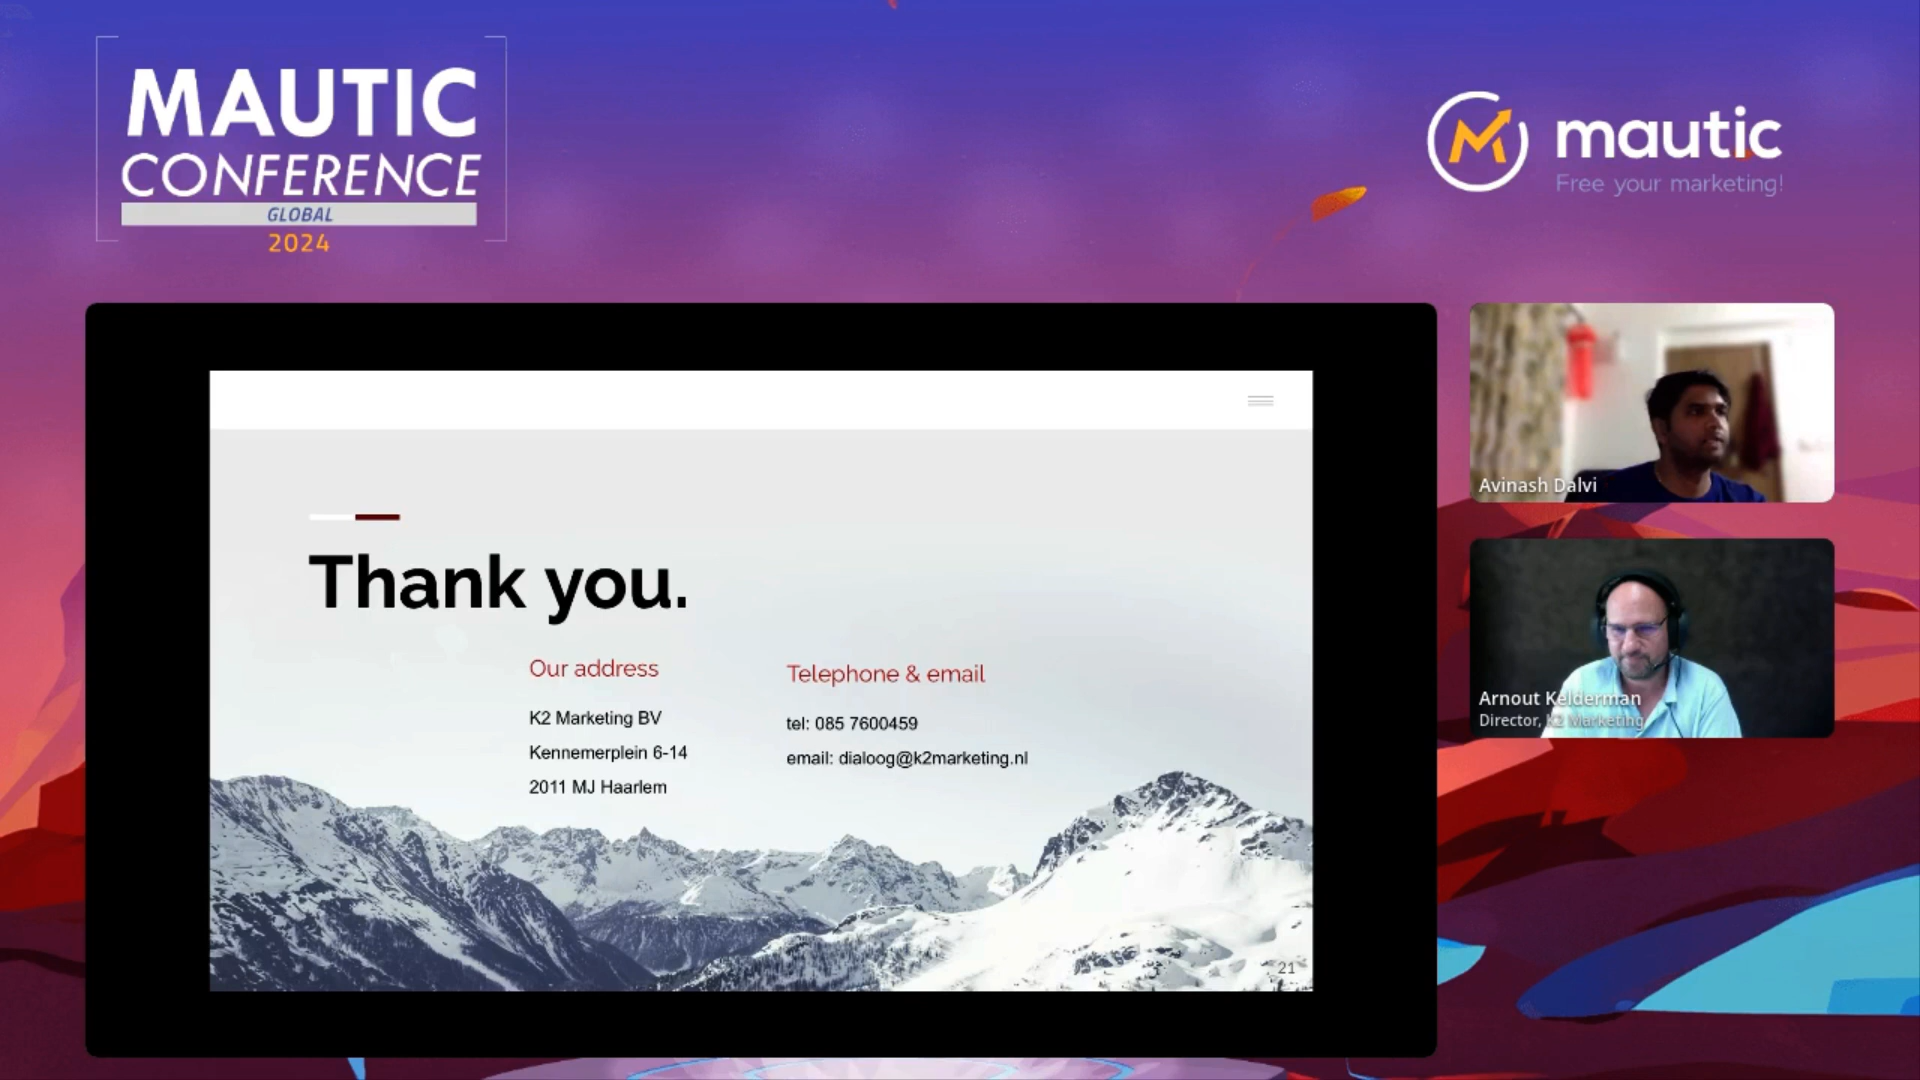 MAUTIC
CONFERENCE
GLOBAL
2024
mautic
Free your marketing!
Thank you.
Our address
K2 Marketing BV
Kennemerplein 6-14
2011 MJ Haarlem
Telephone & email
tel: 085 7600459
email: dialoog@k2marketing.nl
21
Avinash Dalvi
Arnout Kelderman
Director, K2 Marketing